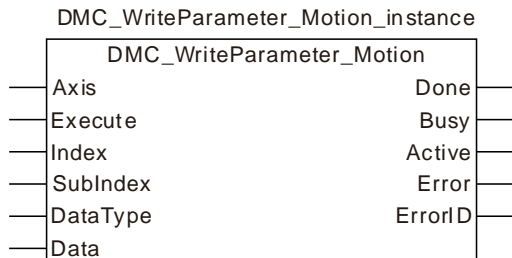 DMC_WriteParameter_Motion_instance
DMC_WriteParameter_Motion
Axis Done
Execute Busy
Index Active
SubIndex Error
DataType ErrorID
Data